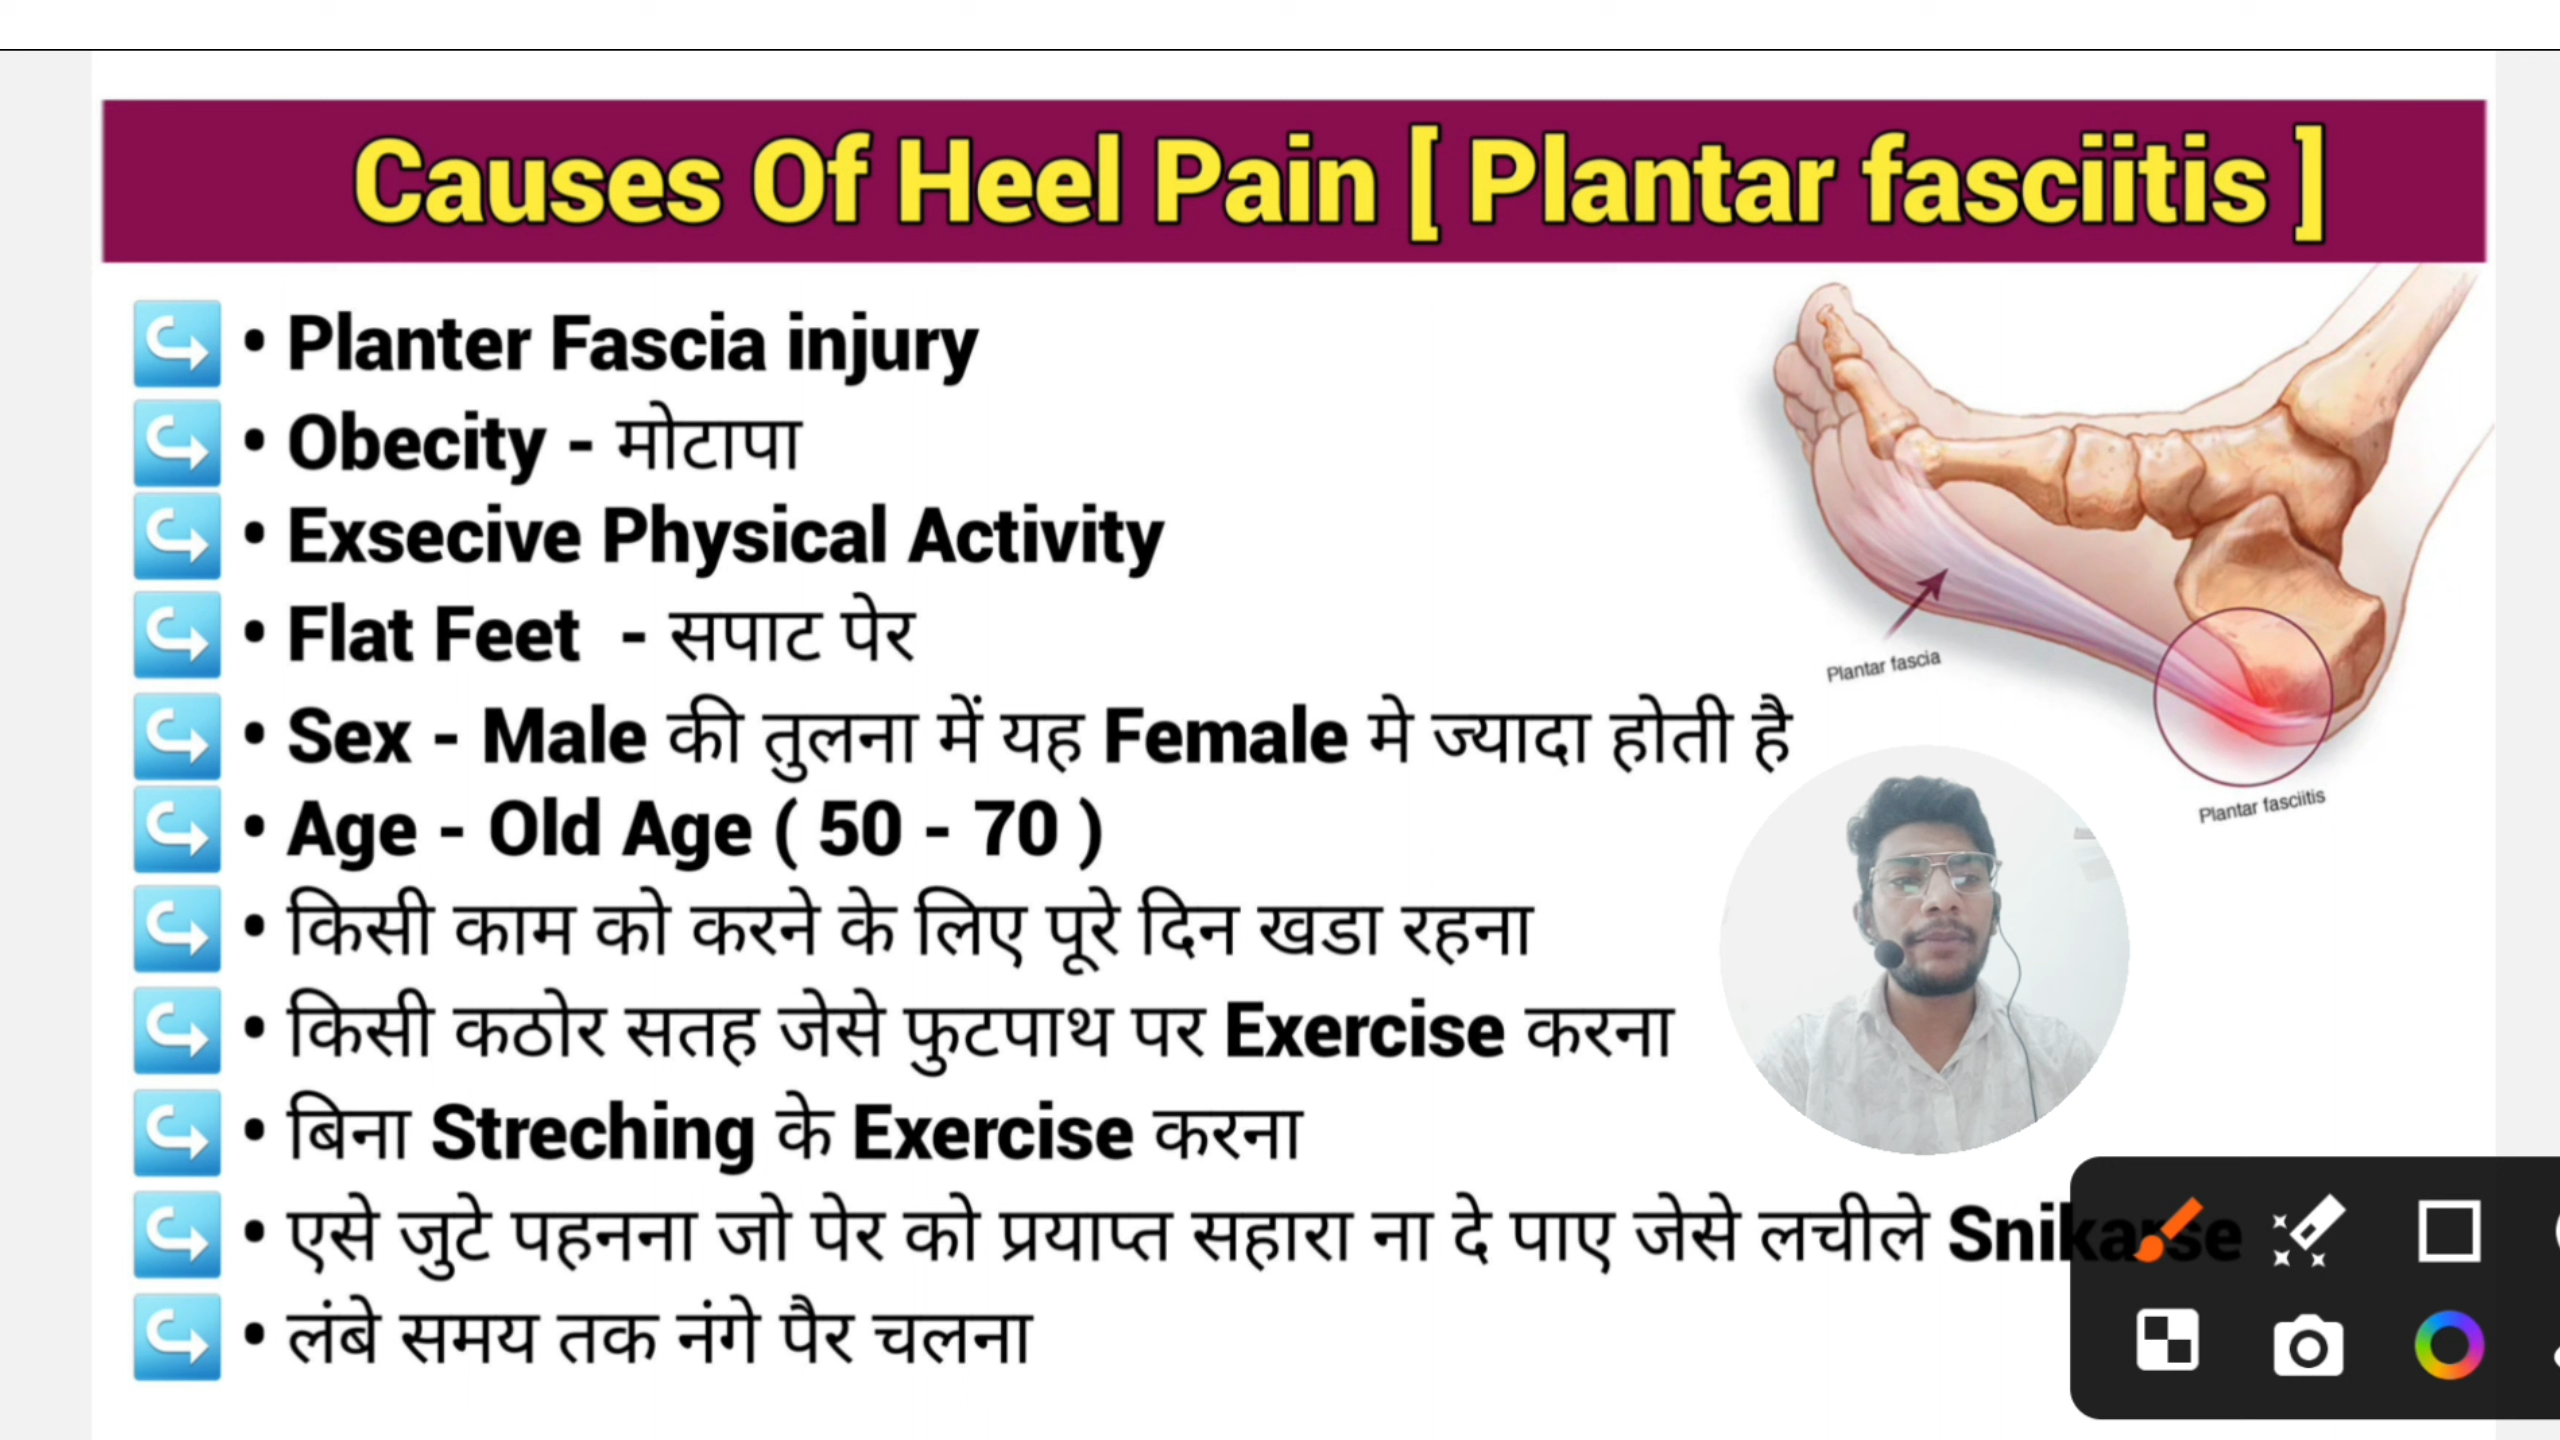 Causes Of Heel Pain [ Plantar fasciitis ]
• Planter Fascia injury
• Obecity - मोटापा
• Exsecive Physical Activity
• Flat Feet - सपाट पेर
• Sex - Male की तुलना में यह Female मे ज्यादा होती है
• Age - Old Age ( 50 - 70 )
• किसी काम को करने के लिए पूरे दिन खडा रहना
• किसी कठोर सतह जेसे फुटपाथ पर Exercise करना
• बिना Streching के Exercise करना
• एसे जुटे पहनना जो पेर को प्रयाप्त सहारा ना दे पाए जेसे लचीले Snikarse
• लंबे समय तक नंगे पैर चलना
Plantar fascia
Plantar fasciitis